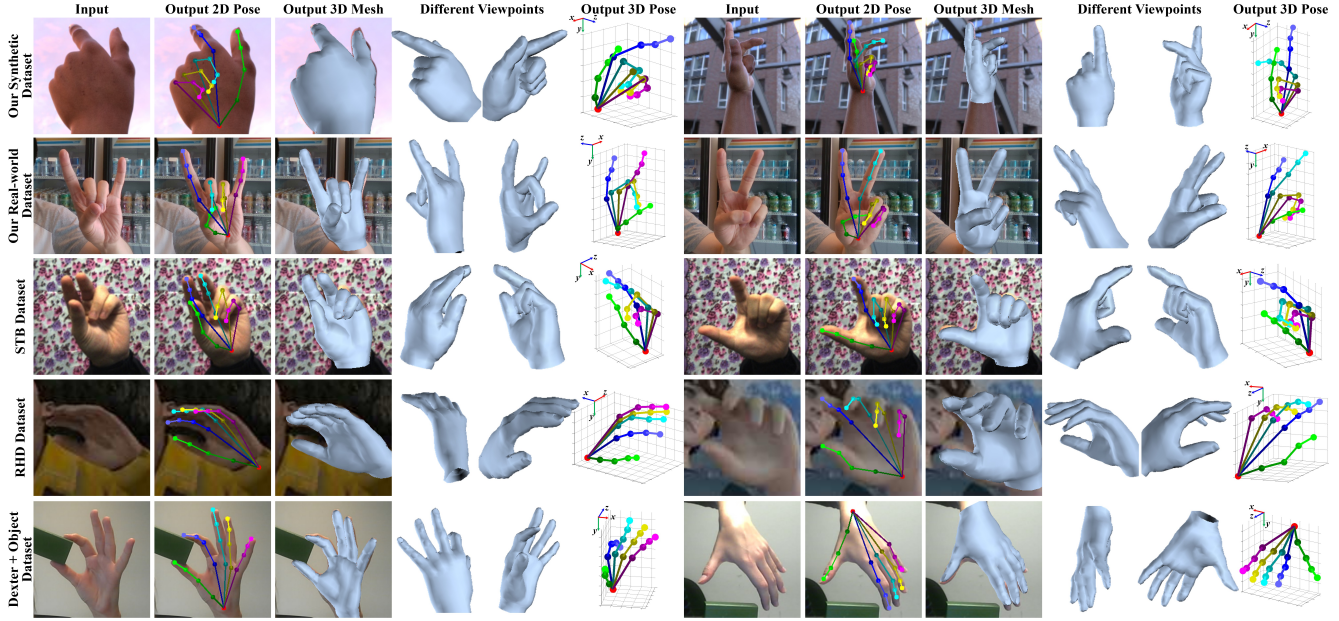 Input Output 2D Pose Output 3D Mesh Different Viewpoints Output 3D Pose Input Output 2D Pose Output 3D Mesh Different Viewpoints Output 3D Pose
Our Synthetic
Dataset
x z
y
x z
y
Our Real-world
Dataset
z x
y
z x
y
STB Dataset
z
x
y
x z
y
RHD Dataset
x z
y
x
z
y
Dexter + Object
Dataset
z
x
y
x
z
y